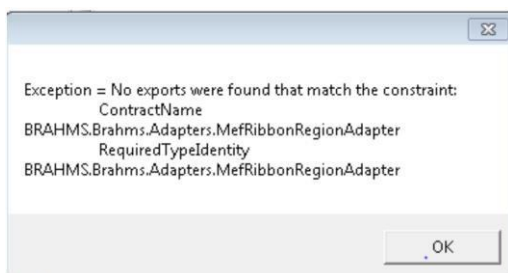 Exception = No exports were found that match the constraint:
ContractName
BRAHMS.Brahms.Adapters.MefRibbonRegionAdapter
RequiredTypeIdentity
BRAHMS.Brahms.Adapters.MefRibbonRegionAdapter
OK